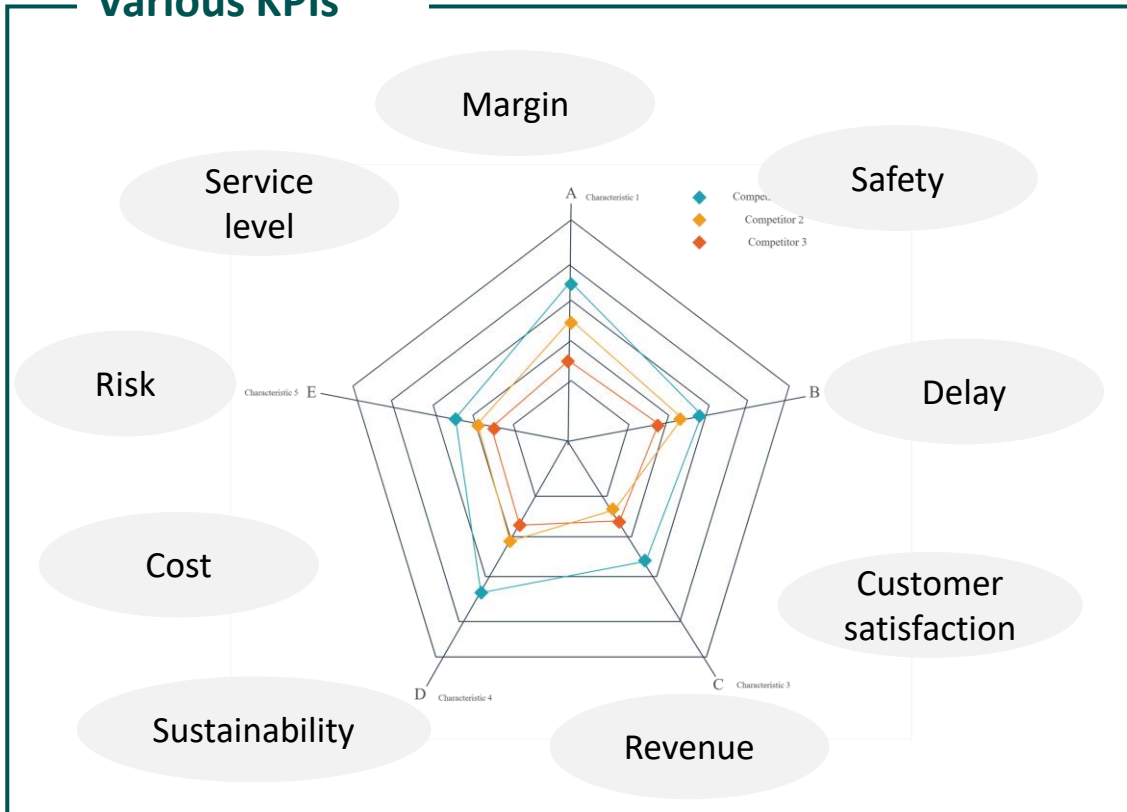 Various KPIs
Margin
Service
level
Safety
A Characteristic 1
Competitor 2
Competitor 3
Risk
Characteristic 5 E
B
Delay
Cost
Customer
satisfaction
D Characteristic 4
C Characteristic 3
Sustainability
Revenue